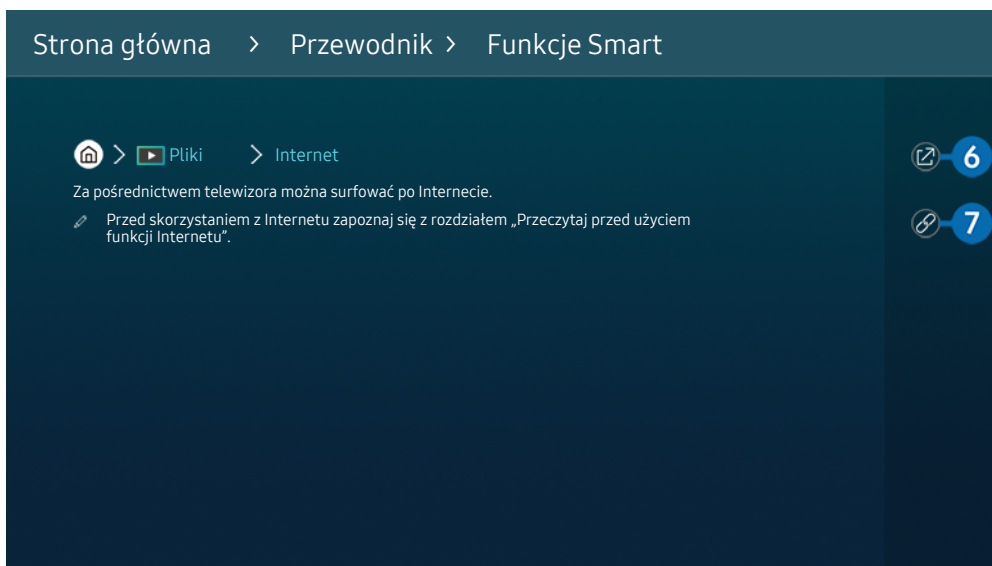 Strona główna > Przewodnik > Funkcje Smart
> Pliki > Internet
6
Za pośrednictwem telewizora można surfować po Internecie.
Przed skorzystaniem z Internetu zapoznaj się z rozdziałem „Przeczytaj przed użyciem
7
funkcji Internetu”.